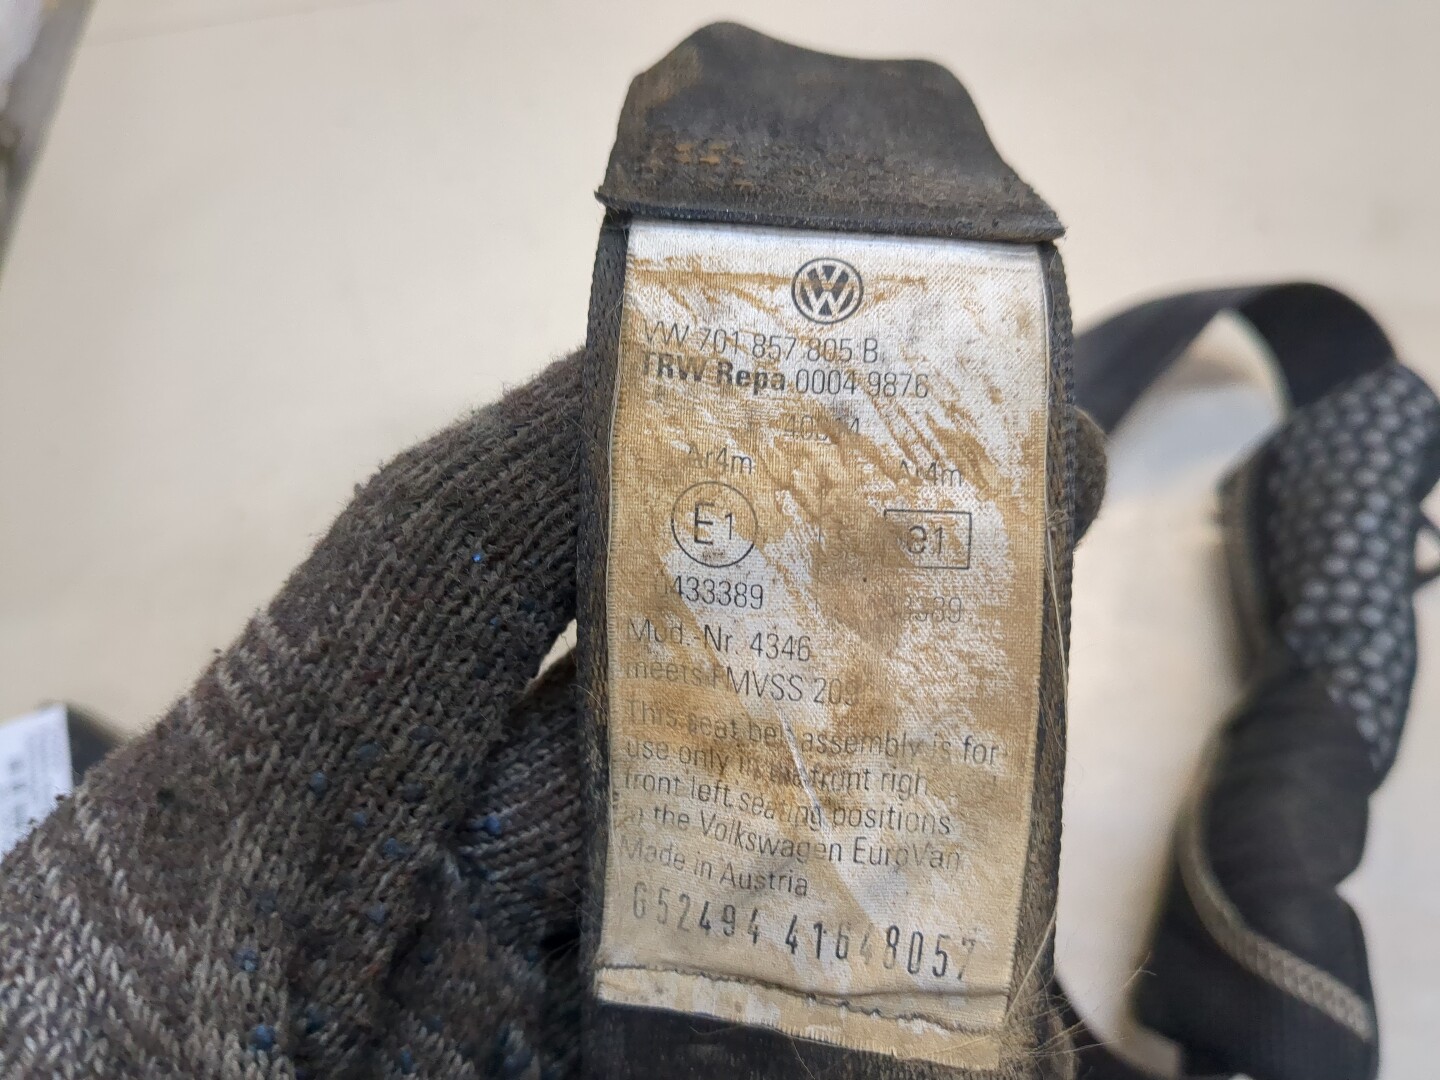 VW 701 857 805 B
TRW Repa 0004 9876
Ar4m Ar4m
E1 e1
0433389
Mod.-Nr. 4346
meets FMVSS 209
This seat belt assembly is for
use only in the front
front left seating positions
in the Volkswagen EuroVan
Made in Austria
652494 41648057